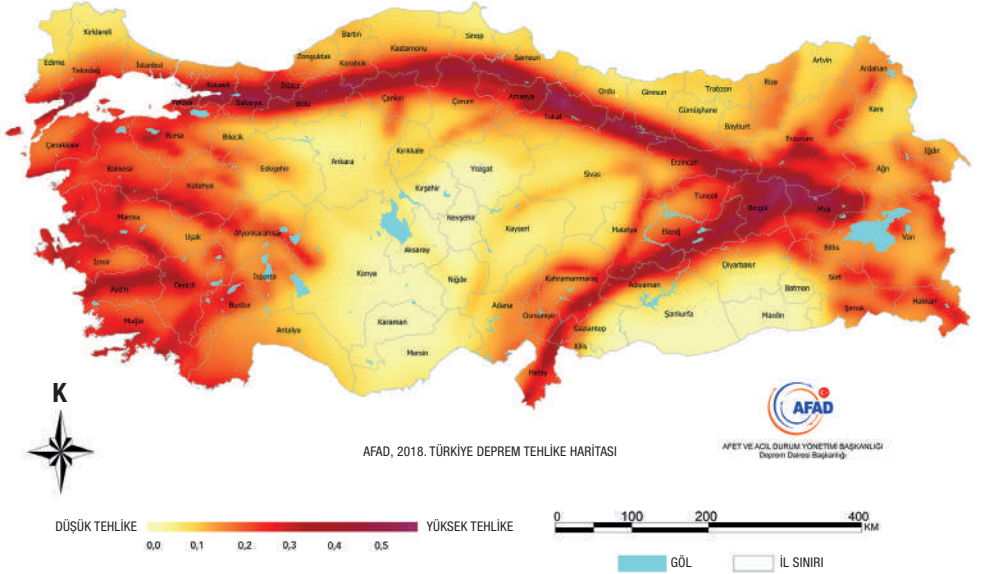 Kırklareli
Edirne
Tekirdağ
İstanbul
Kocaeli
Yalova
Sakarya
Düzce
Bolu
Zonguldak
Bartın
Karabük
Kastamonu
Sinop
Samsun
Çankırı
Çorum
Amasya
Tokat
Ordu
Giresun
Trabzon
Gümüşhane
Bayburt
Rize
Artvin
Ardahan
Kars
Iğdır
Ağrı
Erzurum
Erzincan
Çanakkale
Balıkesir
Bursa
Bilecik
Eskişehir
Kütahya
Ankara
Kırıkkale
Kırşehir
Yozgat
Sivas
Tunceli
Bingöl
Muş
Manisa
Uşak
Afyonkarahisar
İzmir
Aydın
Denizli
Isparta
Burdur
Muğla
Antalya
Konya
Aksaray
Nevşehir
Niğde
Kayseri
Karaman
Mersin
Adana
Osmaniye
Kahramanmaraş
Malatya
Elazığ
Adıyaman
Gaziantep
Kilis
Hatay
Şanlıurfa
Diyarbakır
Mardin
Batman
Siirt
Bitlis
Van
Şırnak
Hakkari
K
AFAD, 2018. TÜRKİYE DEPREM TEHLİKE HARİTASI
AFAD
AFET VE ACİL DURUM YÖNETİMİ BAŞKANLIĞI
Deprem Dairesi Başkanlığı
DÜŞÜK TEHLİKE YÜKSEK TEHLİKE
0,0 0,1 0,2 0,3 0,4 0,5
0 100 200 400
KM
GÖL İL SINIRI